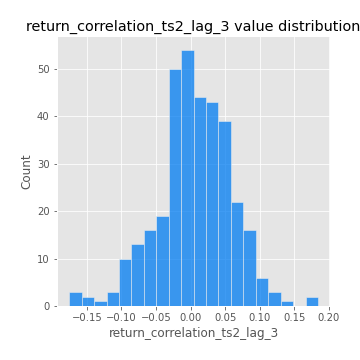 return_correlation_ts2_lag_3 value distribution
50
40
30
20
10
0
Count
−0.15 −0.10 −0.05 0.00 0.05 0.10 0.15 0.20
return_correlation_ts2_lag_3